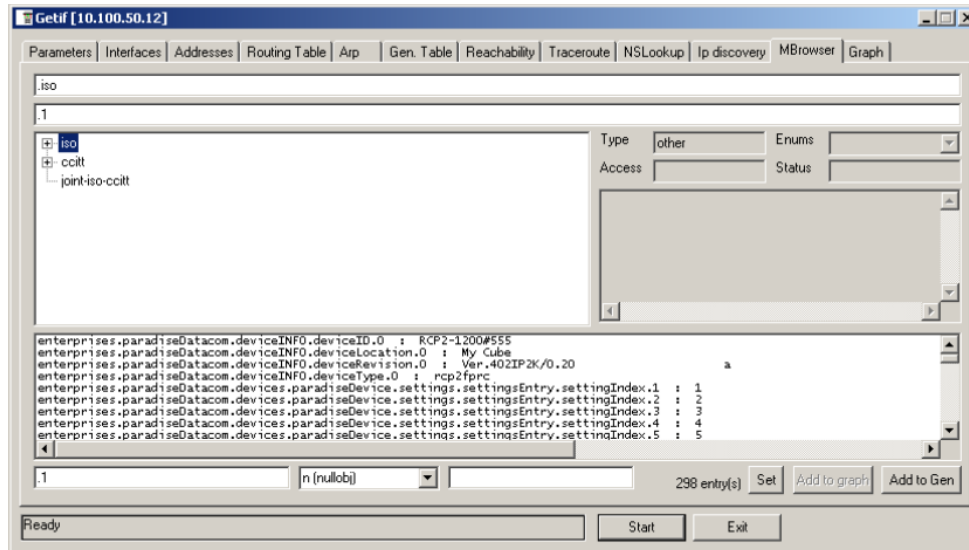 Getif [10.100.50.12]
Parameters Interfaces Addresses Routing Table Arp Gen. Table Reachability Traceroute NSLookup Ip discovery MBrowser Graph
.iso
.1
iso
ccitt
joint-iso-ccitt
Type other Enums
Access Status
enterprises.paradiseDatacom.deviceINFO.deviceID.0 : RCP2-1200#555
enterprises.paradiseDatacom.deviceINFO.deviceLocation.0 : My Cube
enterprises.paradiseDatacom.deviceINFO.deviceRevision.0 : Ver.402IP2K/0.20 a
enterprises.paradiseDatacom.deviceINFO.deviceType.0 : rcp2fprc
enterprises.paradiseDatacom.devices.paradiseDevice.settings.settingsEntry.settingIndex.1 : 1
enterprises.paradiseDatacom.devices.paradiseDevice.settings.settingsEntry.settingIndex.2 : 2
enterprises.paradiseDatacom.devices.paradiseDevice.settings.settingsEntry.settingIndex.3 : 3
enterprises.paradiseDatacom.devices.paradiseDevice.settings.settingsEntry.settingIndex.4 : 4
enterprises.paradiseDatacom.devices.paradiseDevice.settings.settingsEntry.settingIndex.5 : 5
.1 n (nullobj) 298 entry(s) Set Add to graph Add to Gen
Ready Start Exit